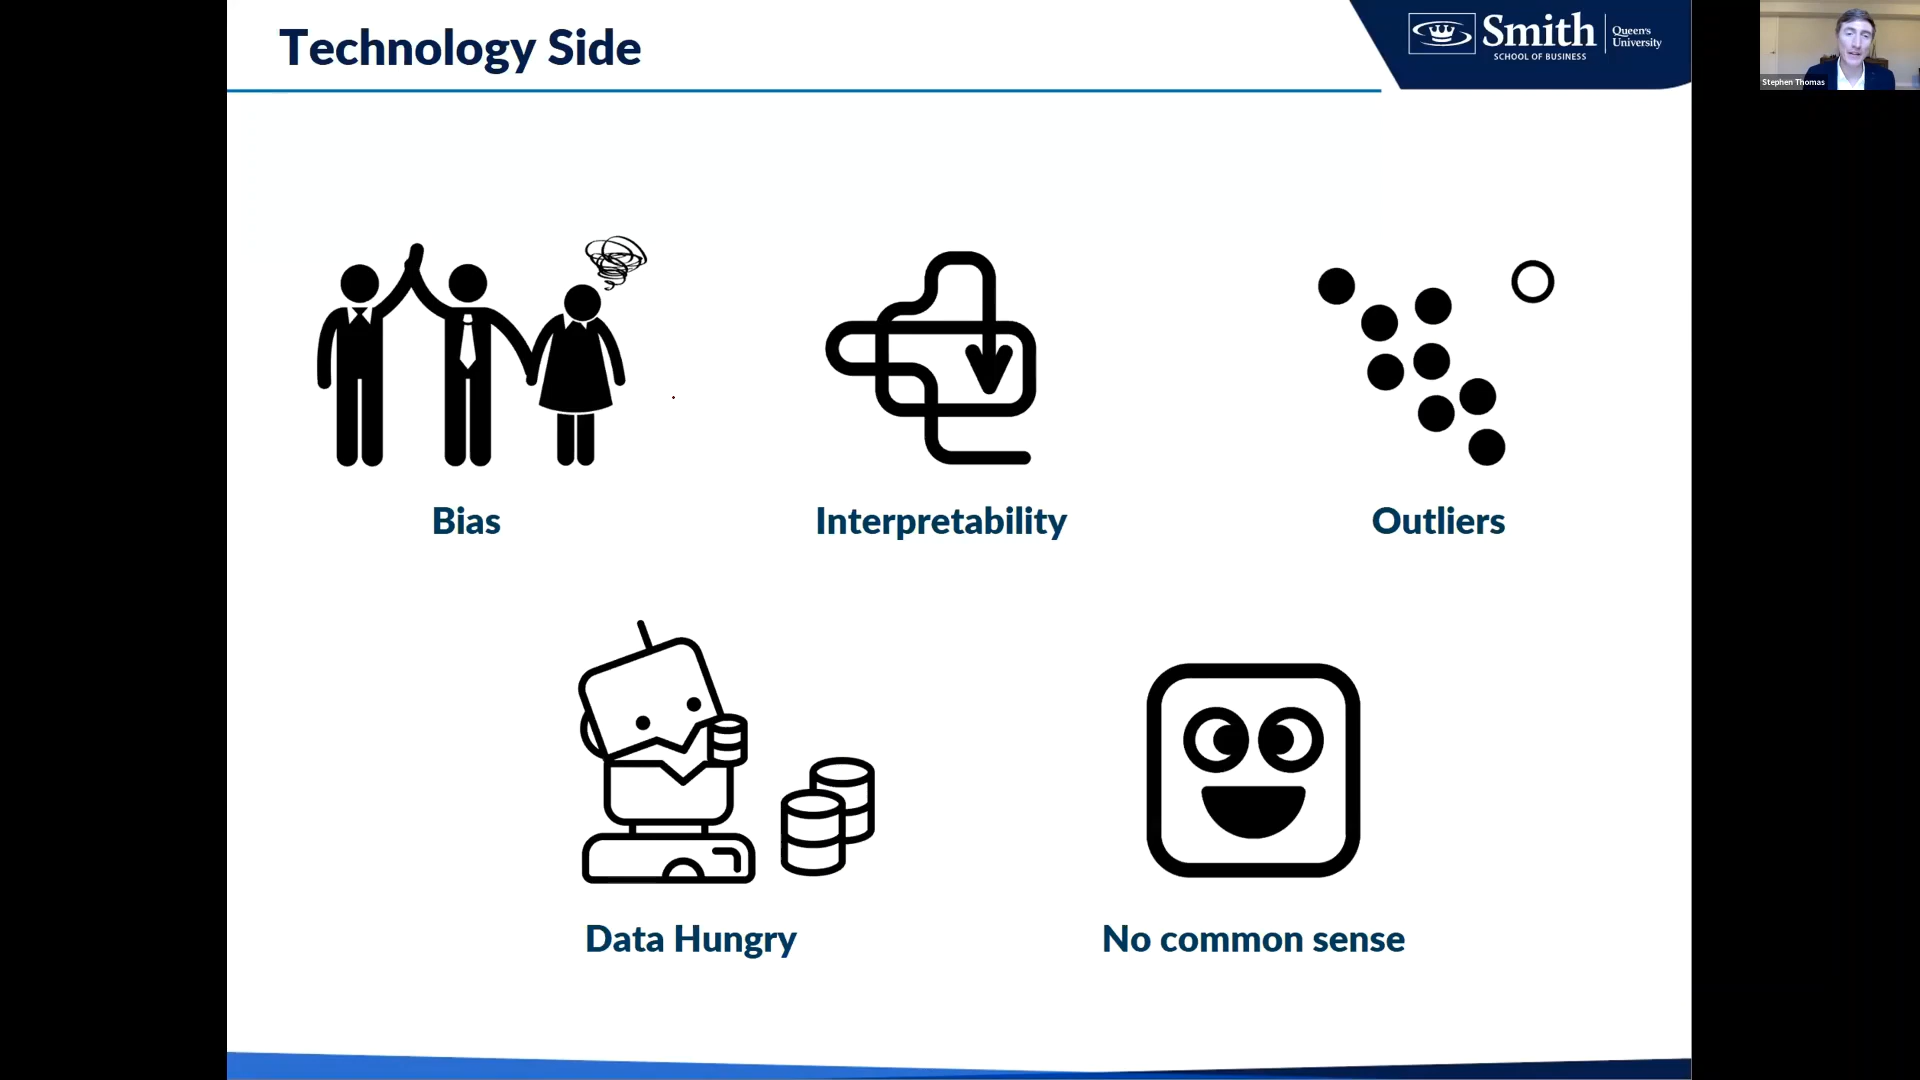 Technology Side
Smith
SCHOOL OF BUSINESS
Queen's
University
Stephen Thomas
Bias
Interpretability
Outliers
Data Hungry
No common sense